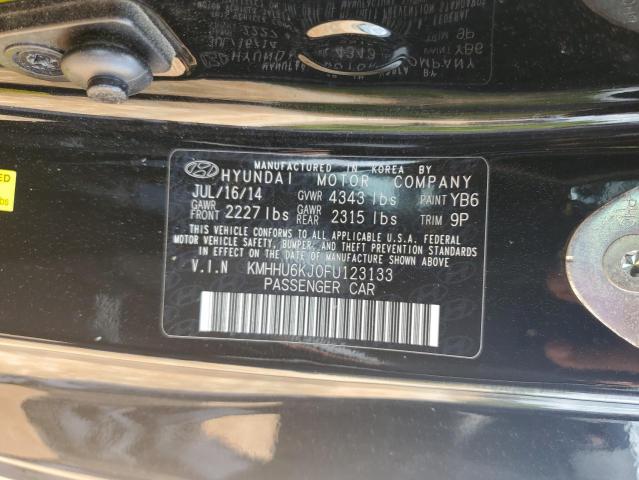 MANUFACTURED IN KOREA BY
HYUNDAI MOTOR COMPANY
JUL/16/14 GVWR 4343 lbs PAINT YB6
GAWR FRONT 2227 lbs GAWR REAR 2315 lbs TRIM 9P
THIS VEHICLE CONFORMS TO ALL APPLICABLE U.S.A. FEDERAL
MOTOR VEHICLE SAFETY, BUMPER, AND THEFT PREVENTION STANDARDS
IN EFFECT ON THE DATE OF MANUFACTURE SHOWN ABOVE.
V.I.N KMHHU6KJ0FU123133
PASSENGER CAR